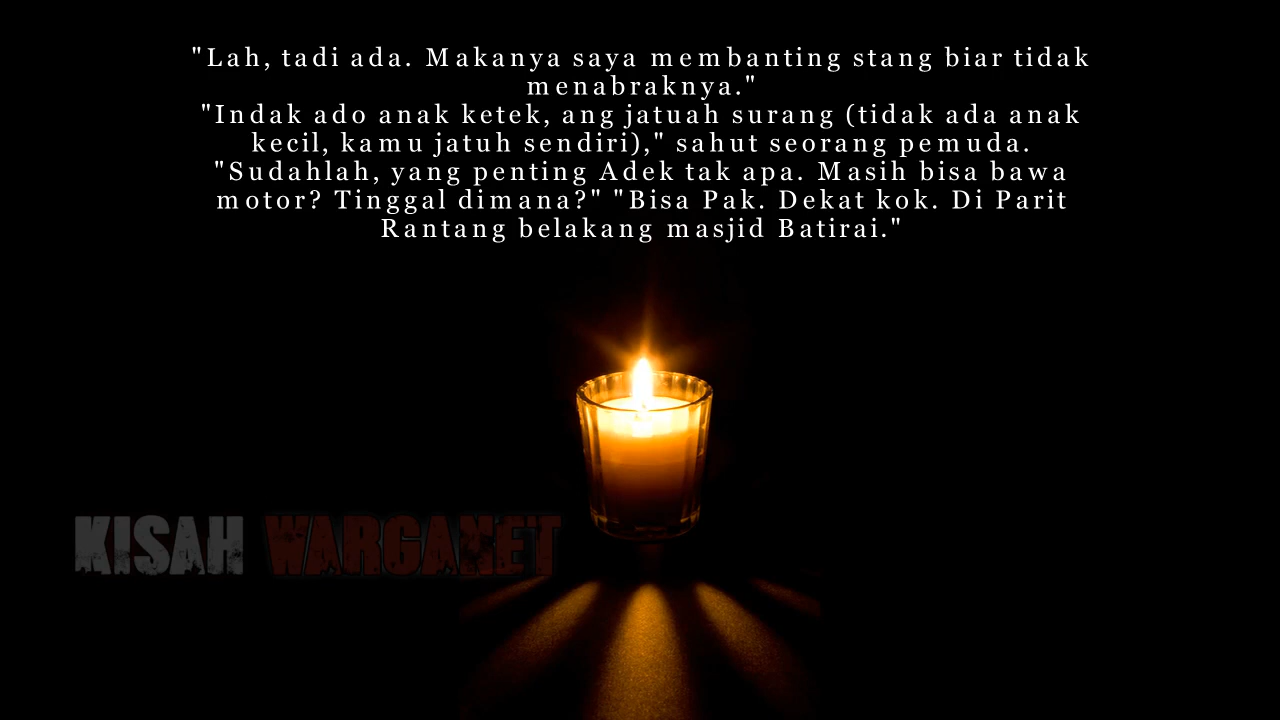 "Lah, tadi ada. Makanya saya membanting stang biar tidak
menabraknya."
"Indak ado anak ketek, ang jatuah surang (tidak ada anak
kecil, kamu jatuh sendiri)," sahut seorang pemuda.
"Sudahlah, yang penting Adek tak apa. Masih bisa bawa
motor? Tinggal dimana?" "Bisa Pak. Dekat kok. Di Parit
Rantang belakang masjid Batirai."
KISAH WARGANET